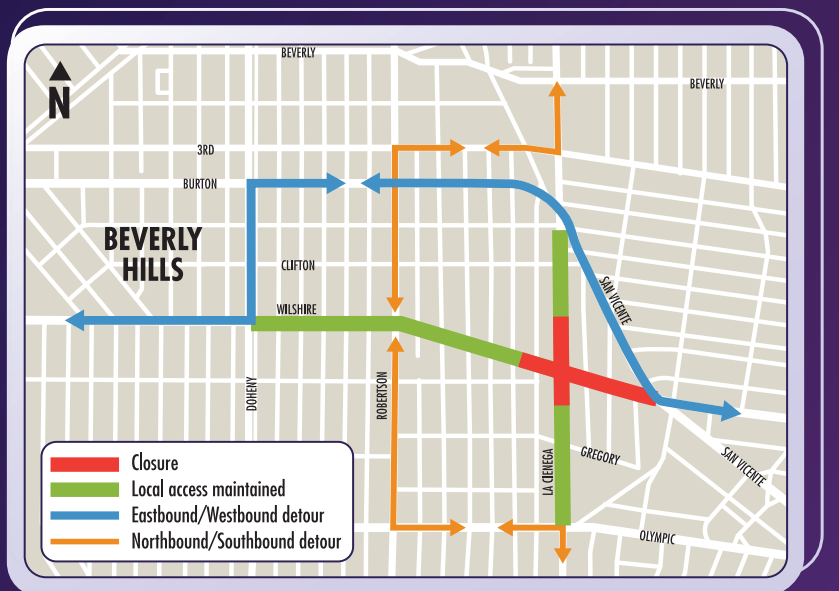 BEVERLY
N
BEVERLY
3RD
BURTON
BEVERLY
HILLS
CLIFTON
SAN VICENTE
WILSHIRE
DOHENY
ROBERTSON
LA CIENEGA
GREGORY
SAN VICENTE
OLYMPIC
Closure
Local access maintained
Eastbound/Westbound detour
Northbound/Southbound detour